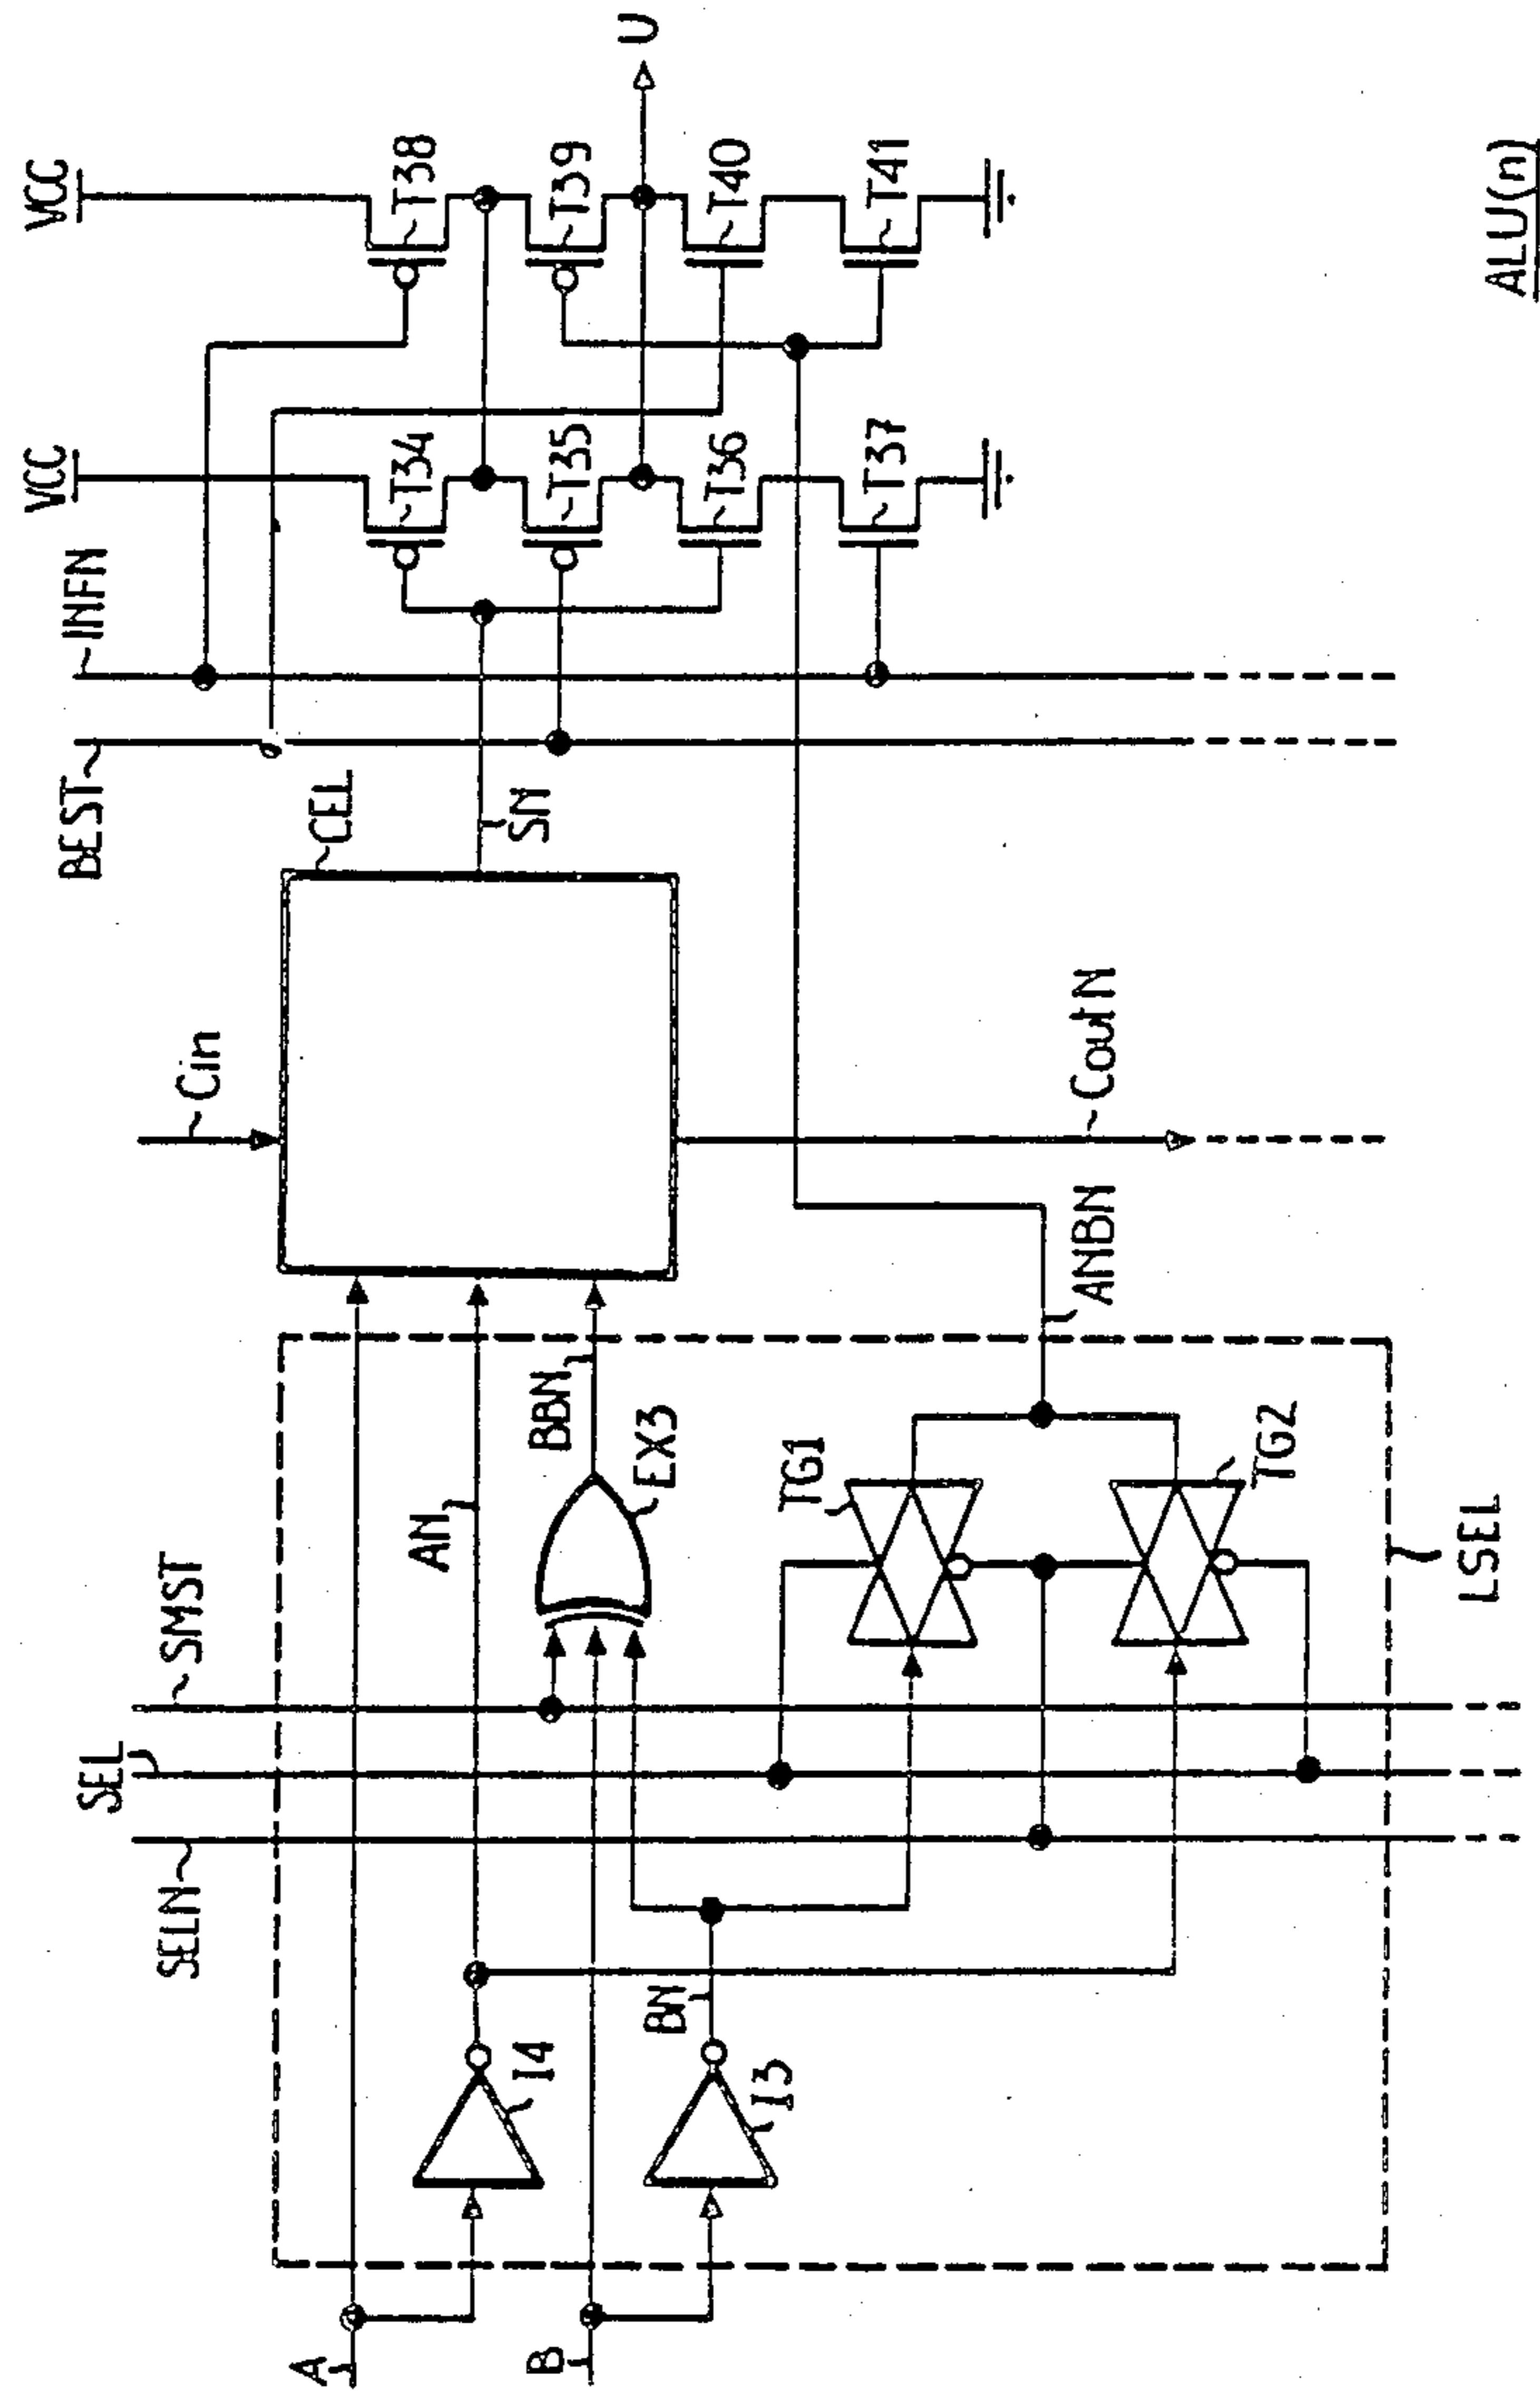 VCC
VCC
U
T38
T39
T40
T41
T34
T35
T36
T37
INFN
BEST
CEL
SN
Cin
CoutN
ANBN
BBN
EX3
AN
TG1
TG2
SMST
SEL
SELN
LSEL
BN
I4
I3
A
B
ALU(n)